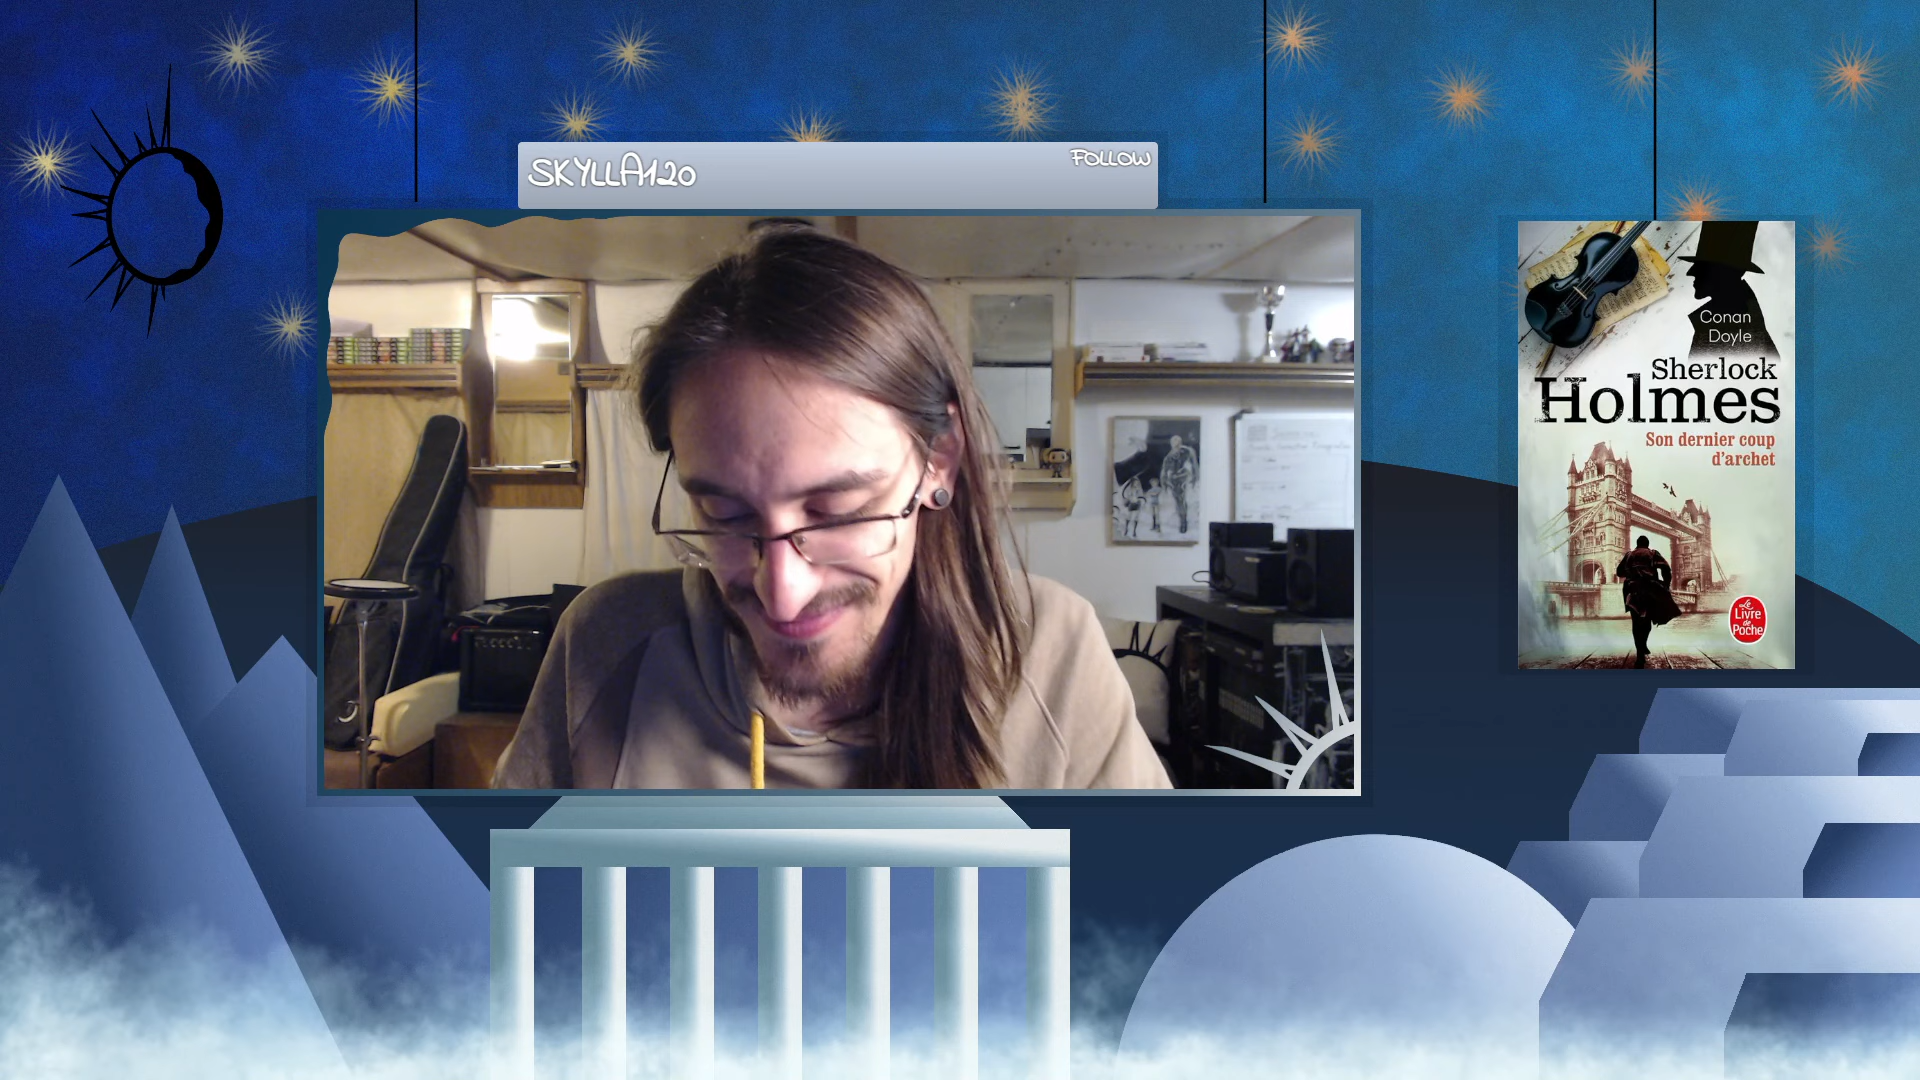 SKYLLA120
FOLLOW
Conan
Doyle
Sherlock
Holmes
Son dernier coup
d'archet
Le
Livre
de
Poche